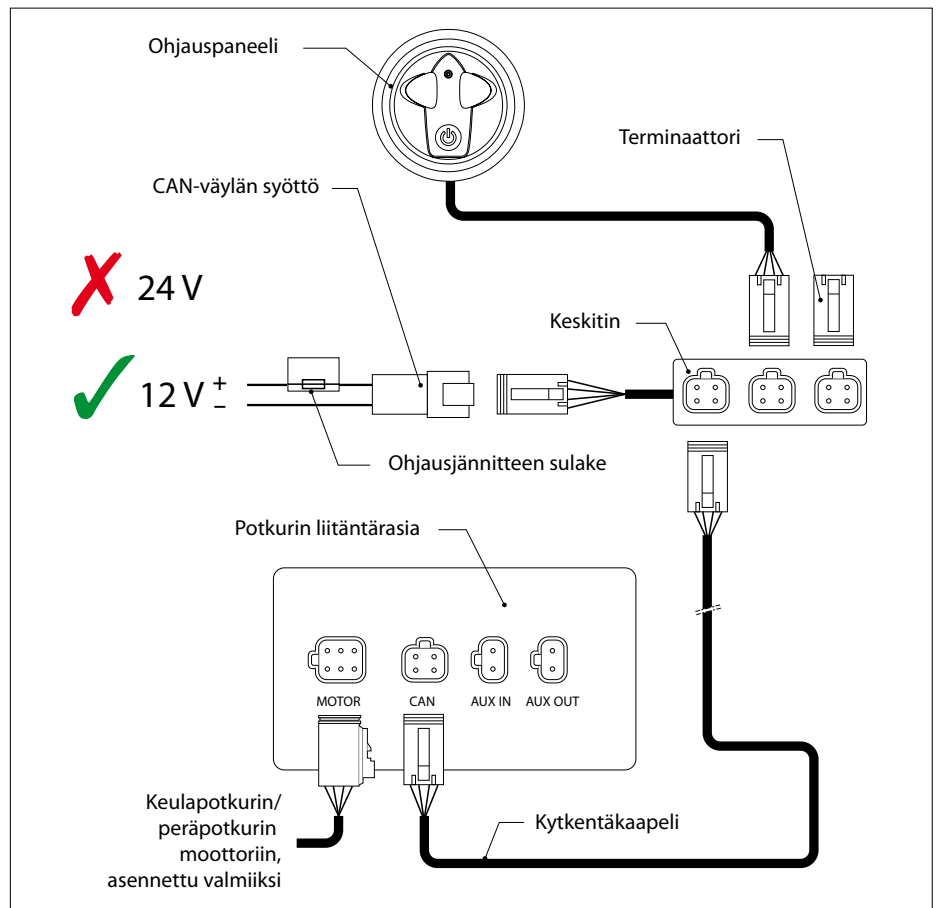 Ohjauspaneeli
Terminaattori
CAN-väylän syöttö
24 V
Keskitin
12 V + –
Ohjausjännitteen sulake
Potkurin liitäntärasia
MOTOR CAN AUX IN AUX OUT
Keulapotkurin/
peräpotkurin
moottoriin,
asennettu valmiiksi
Kytkentäkaapeli